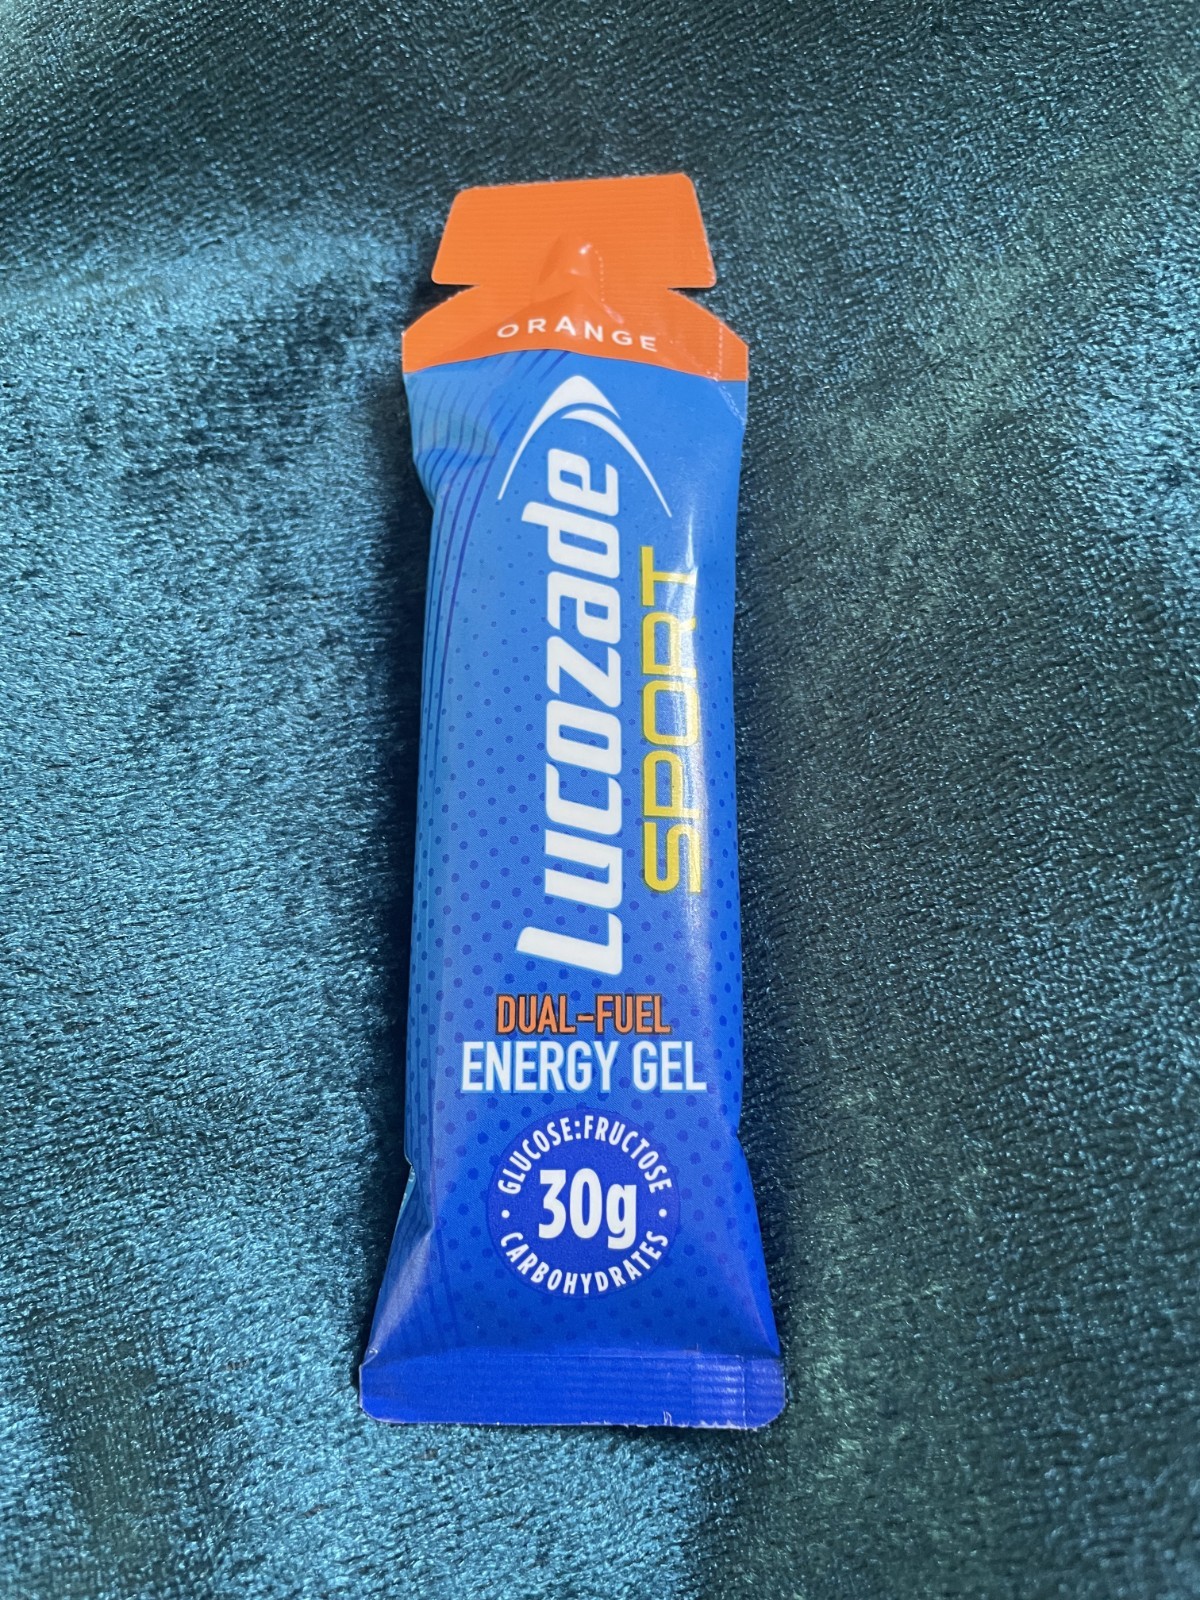 ORANGE
Lucozade
SPORT
DUAL-FUEL
ENERGY GEL
GLUCOSE:FRUCTOSE
30g
• CARBOHYDRATES •